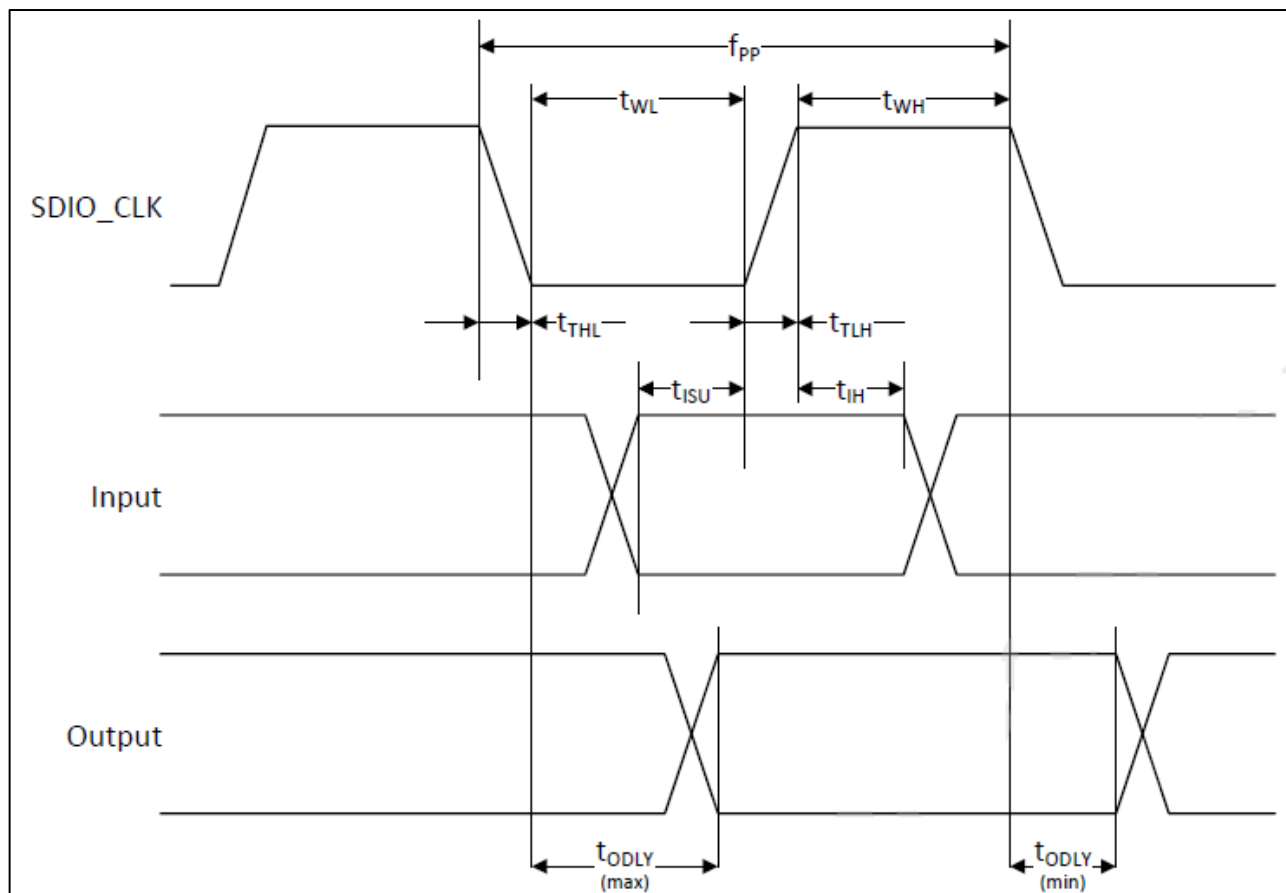 fPP
tWL
tWH
SDIO_CLK
tTHL
tTLH
tISU
tIH
Input
Output
tODLY
(max)
tODLY
(min)